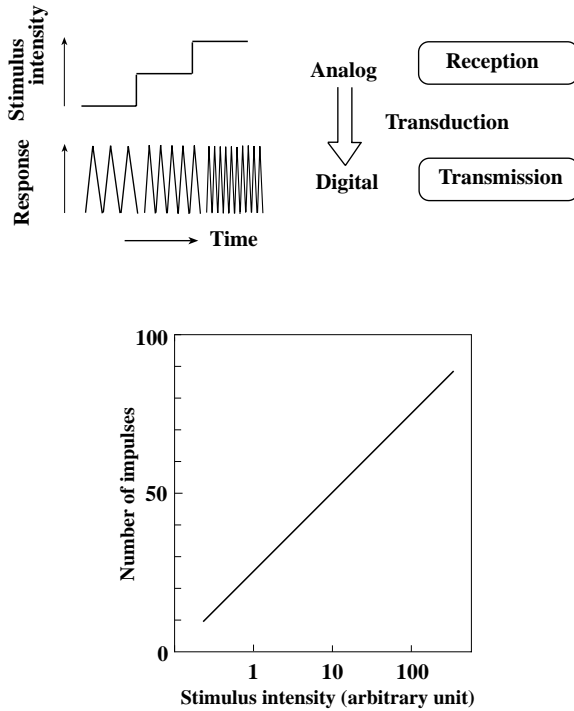 Stimulus
intensity
Response
Time
Analog
Transduction
Digital
Reception
Transmission
100
50
0
Number of impulses
1 10 100
Stimulus intensity (arbitrary unit)